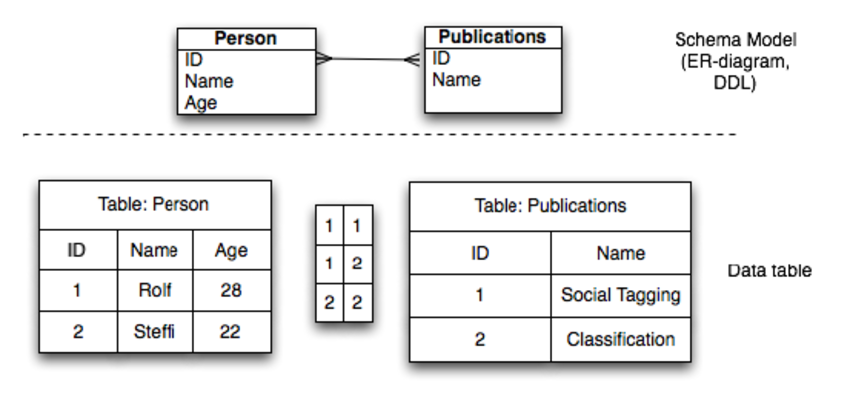 Person
ID
Name
Age
Publications
ID
Name
Schema Model
(ER-diagram,
DDL)
Table: Person
ID Name Age
1 Rolf 28
2 Steffi 22
1 1
1 2
2 2
Table: Publications
ID Name
1 Social Tagging
2 Classification
Data table